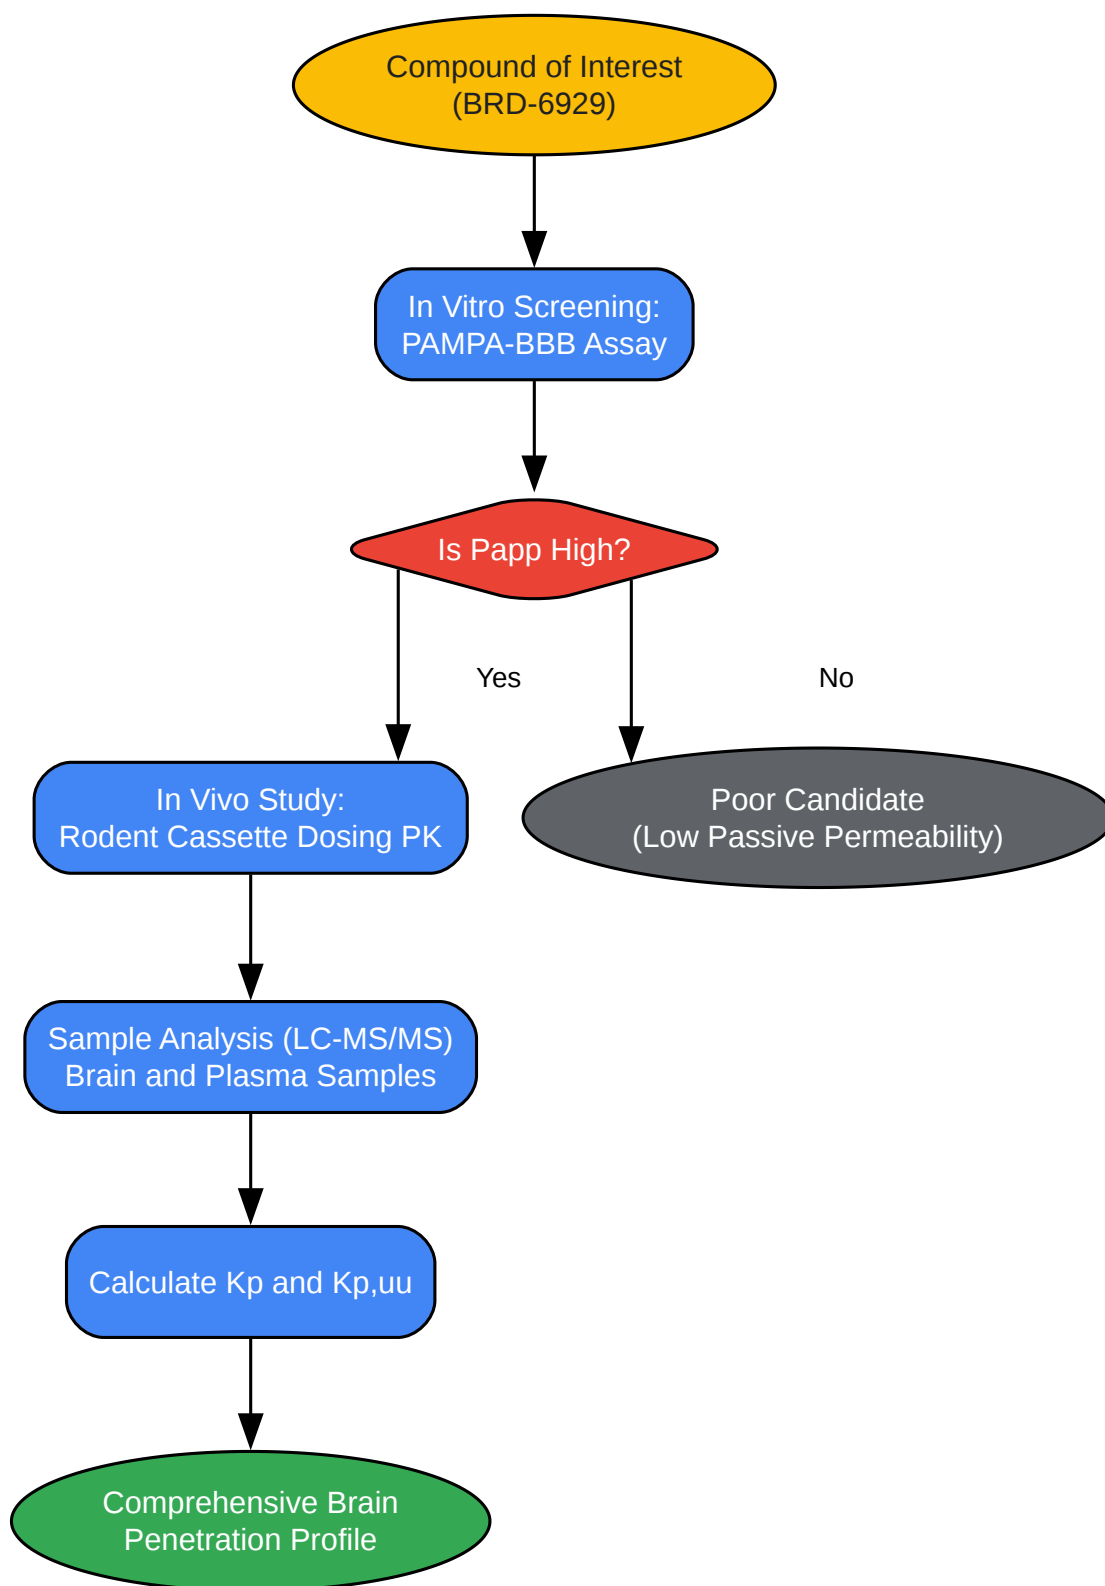 Compound of Interest
(BRD-6929)
In Vitro Screening:
PAMPA-BBB Assay
Is Papp High?
Yes
No
In Vivo Study:
Rodent Cassette Dosing PK
Poor Candidate
(Low Passive Permeability)
Sample Analysis (LC-MS/MS)
Brain and Plasma Samples
Calculate Kp and Kp,uu
Comprehensive Brain
Penetration Profile